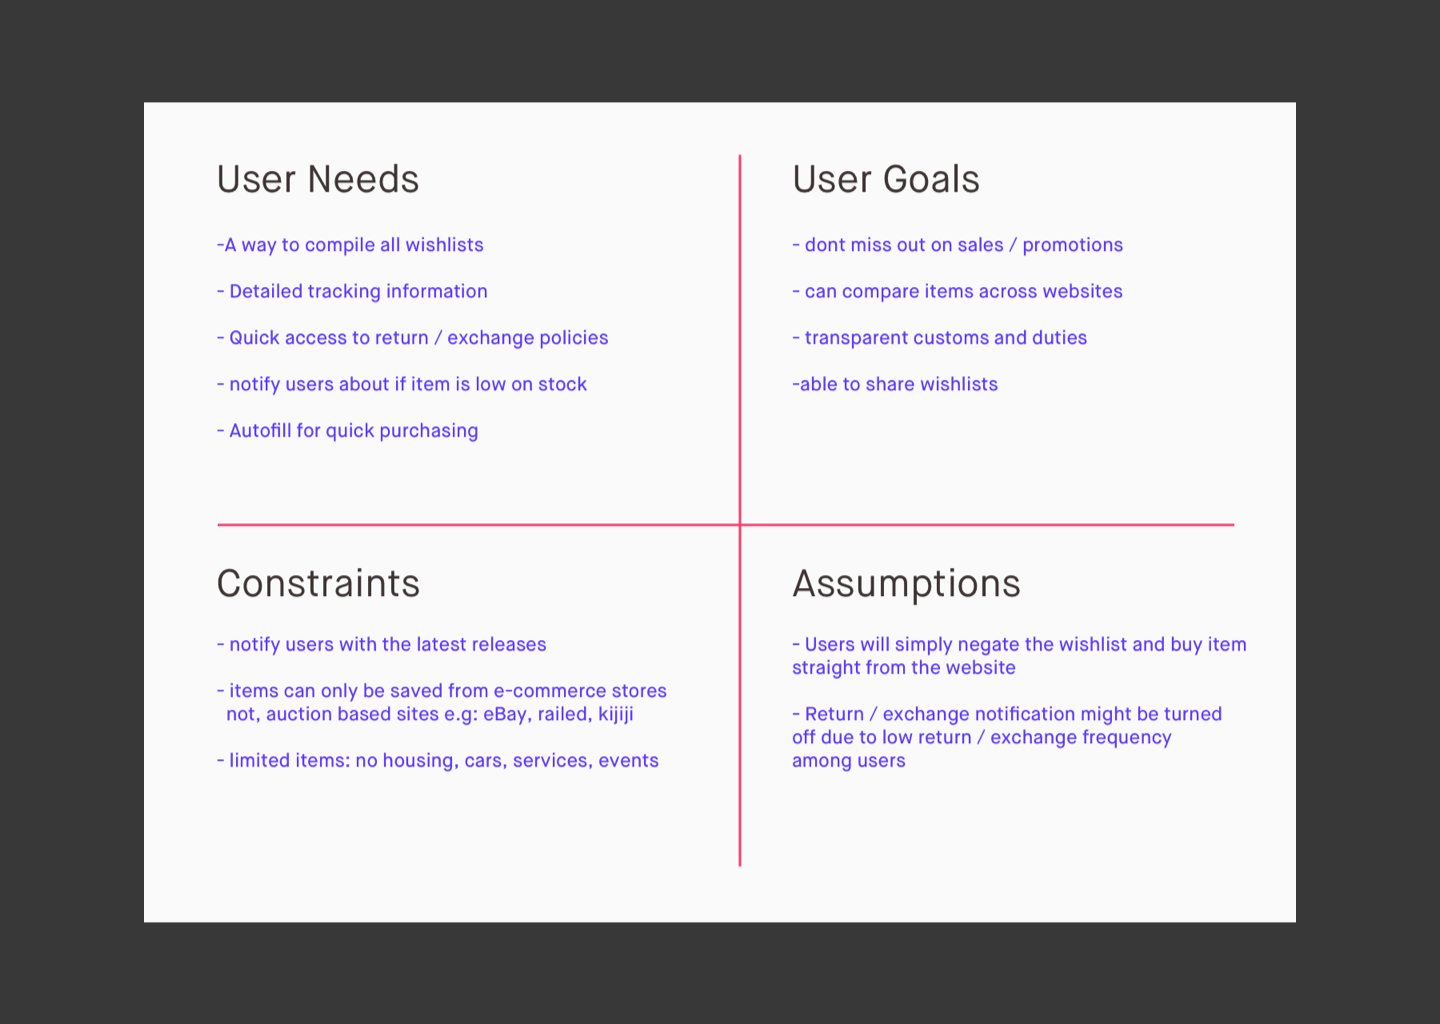 User Needs
-A way to compile all wishlists
- Detailed tracking information
- Quick access to return / exchange policies
- notify users about if item is low on stock
- Autofill for quick purchasing
User Goals
- dont miss out on sales / promotions
- can compare items across websites
- transparent customs and duties
-able to share wishlists
Constraints
- notify users with the latest releases
- items can only be saved from e-commerce stores
not, auction based sites e.g: eBay, railed, kijiji
- limited items: no housing, cars, services, events
Assumptions
- Users will simply negate the wishlist and buy item
straight from the website
- Return / exchange notification might be turned
off due to low return / exchange frequency
among users